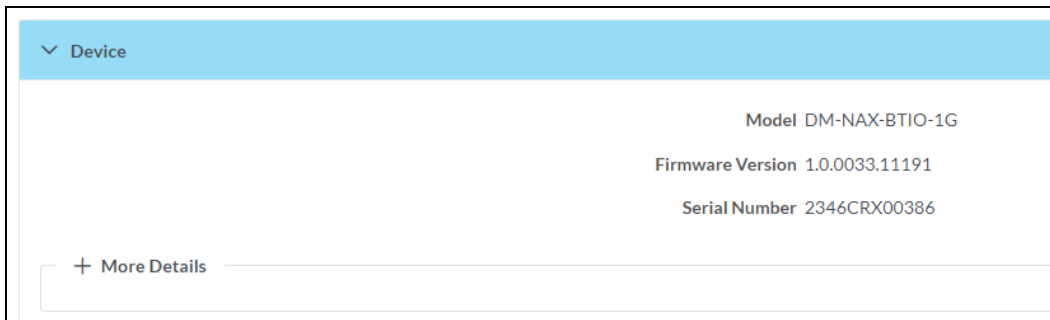 Device
Model DM-NAX-BTIO-1G
Firmware Version 1.0.0033.11191
Serial Number 2346CRX00386
+ More Details